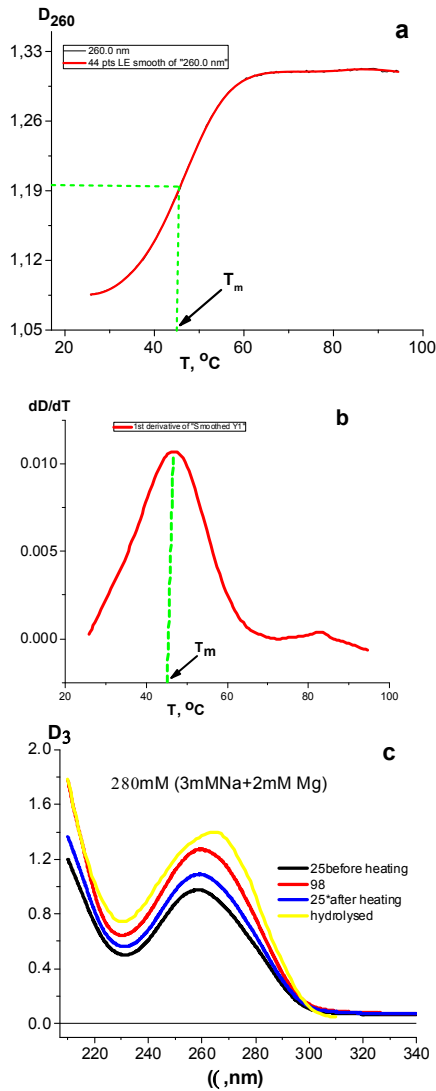 D260
a
1,33
1,26
1,19
1,12
1,05
260.0 nm
44 pts LE smooth of "260.0 nm"
Tm
20 40 60 80 100
T, °C
dD/dT
b
1st derivative of "Smoothed Y1"
0.010
0.005
0.000
Tm
20 40 60 80 100
T, °C
D3
c
280mM (3mMNa+2mM Mg)
2.0
1.6
1.2
0.8
0.4
0.0
25before heating
98
25*after heating
hydrolysed
220 240 260 280 300 320 340
((,nm)